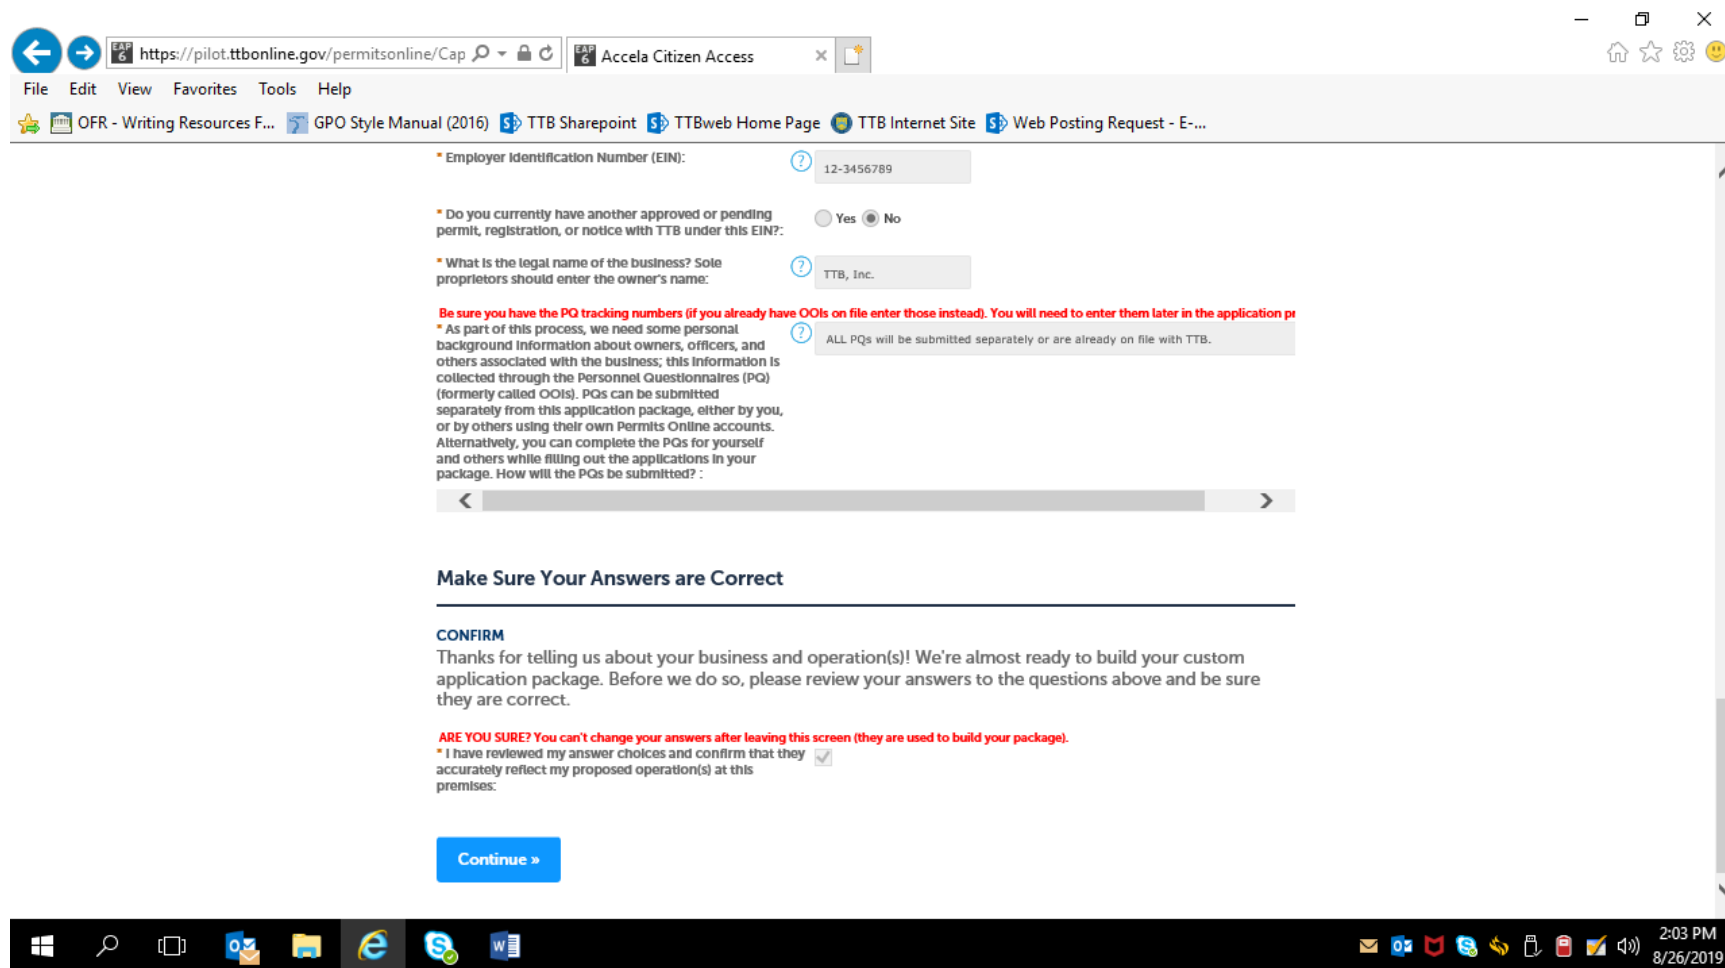 EAP 6 https://pilot.ttbonline.gov/permitsonline/Cap
EAP 6 Accela Citizen Access
File Edit View Favorites Tools Help
OFR - Writing Resources F... GPO Style Manual (2016) TTB Sharepoint TTBweb Home Page TTB Internet Site Web Posting Request - E-...
* Employer Identification Number (EIN):
? 12-3456789
* Do you currently have another approved or pending
permit, registration, or notice with TTB under this EIN?:
Yes No
* What is the legal name of the business? Sole
proprietors should enter the owner's name:
? TTB, Inc.
Be sure you have the PQ tracking numbers (if you already have OOIs on file enter those instead). You will need to enter them later in the application pr
* As part of this process, we need some personal
background information about owners, officers, and
others associated with the business; this information is
collected through the Personnel Questionnaires (PQ)
(formerly called OOIs). PQs can be submitted
separately from this application package, either by you,
or by others using their own Permits Online accounts.
Alternatively, you can complete the PQs for yourself
and others while filling out the applications in your
package. How will the PQs be submitted? :
? ALL PQs will be submitted separately or are already on file with TTB.
Make Sure Your Answers are Correct
CONFIRM
Thanks for telling us about your business and operation(s)! We're almost ready to build your custom
application package. Before we do so, please review your answers to the questions above and be sure
they are correct.
ARE YOU SURE? You can't change your answers after leaving this screen (they are used to build your package).
* I have reviewed my answer choices and confirm that they
accurately reflect my proposed operation(s) at this
premises:
Continue »
2:03 PM
8/26/2019